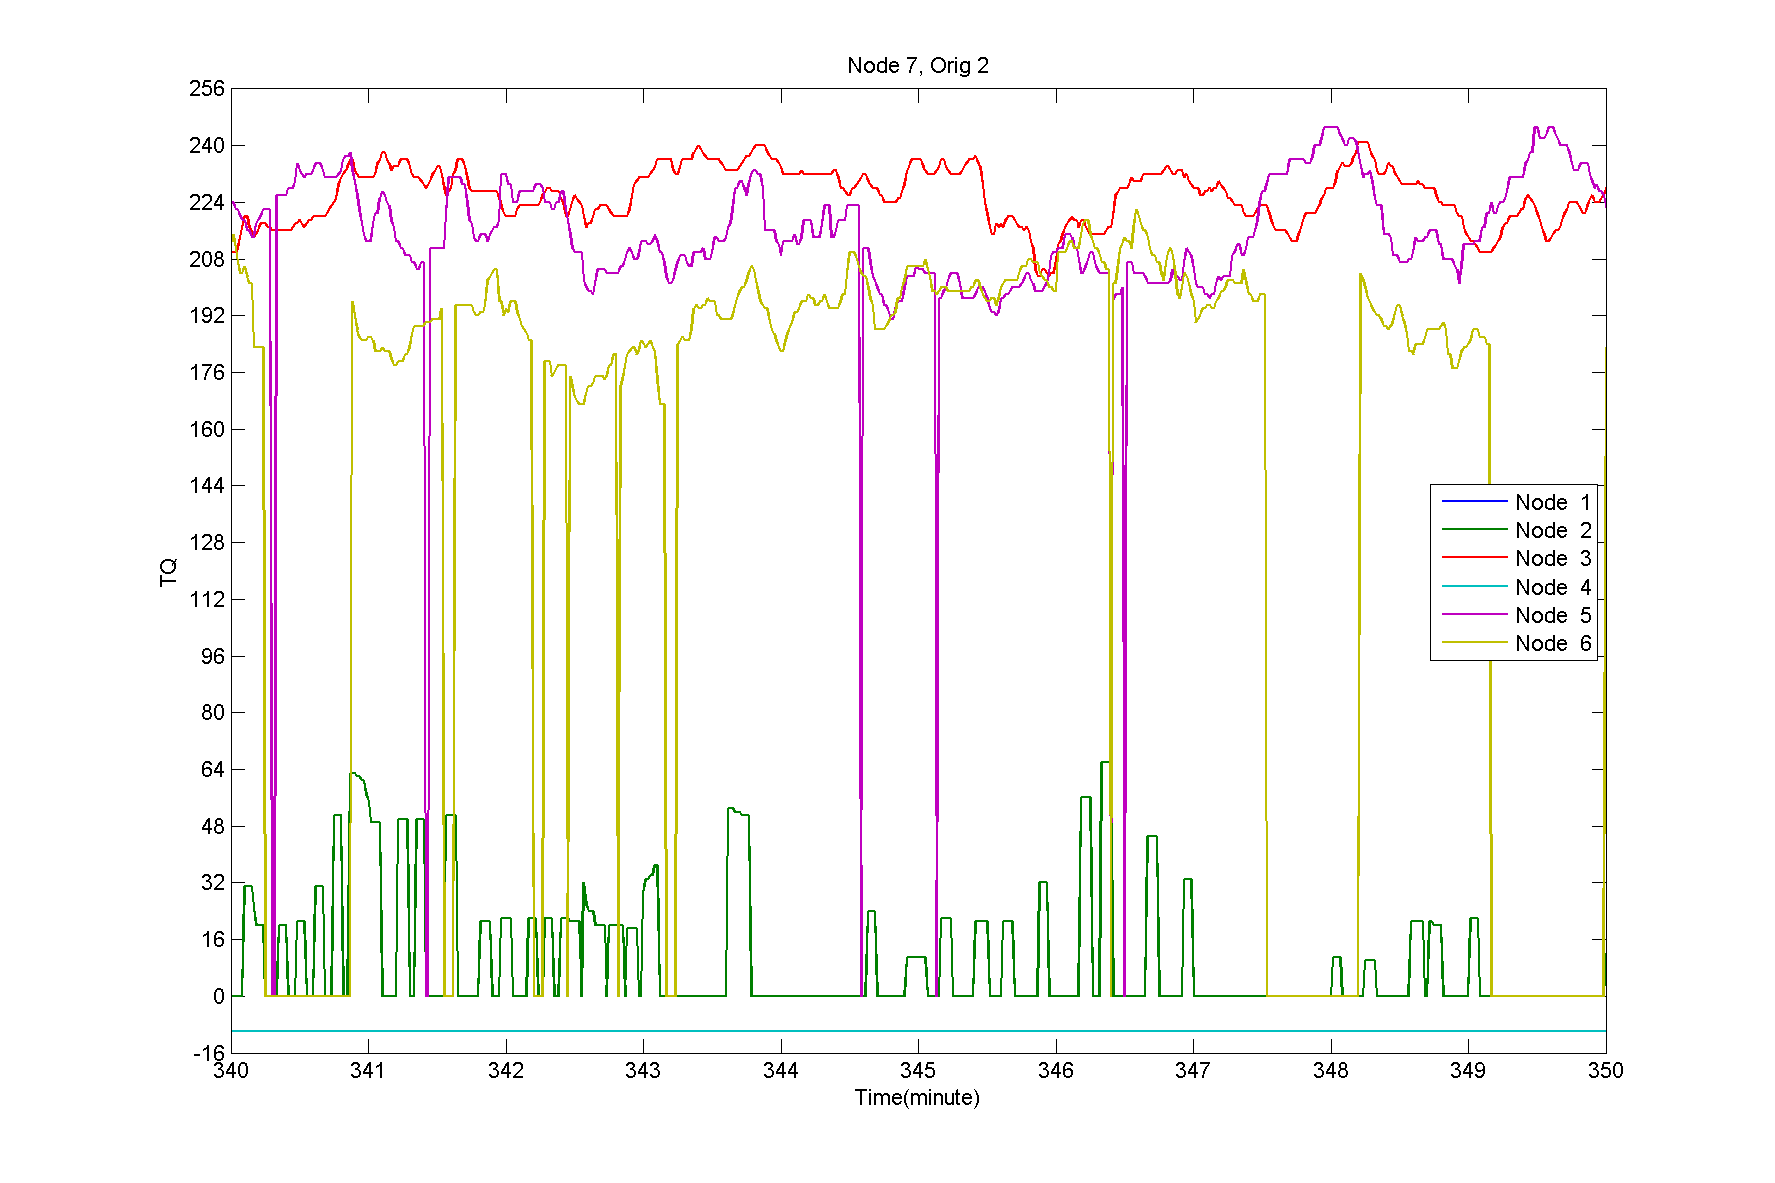 Node 7, Orig 2
256
240
224
208
192
176
160
144
128
112
96
80
64
48
32
16
0
-16
TQ
Node 1
Node 2
Node 3
Node 4
Node 5
Node 6
340 341 342 343 344 345 346 347 348 349 350
Time(minute)